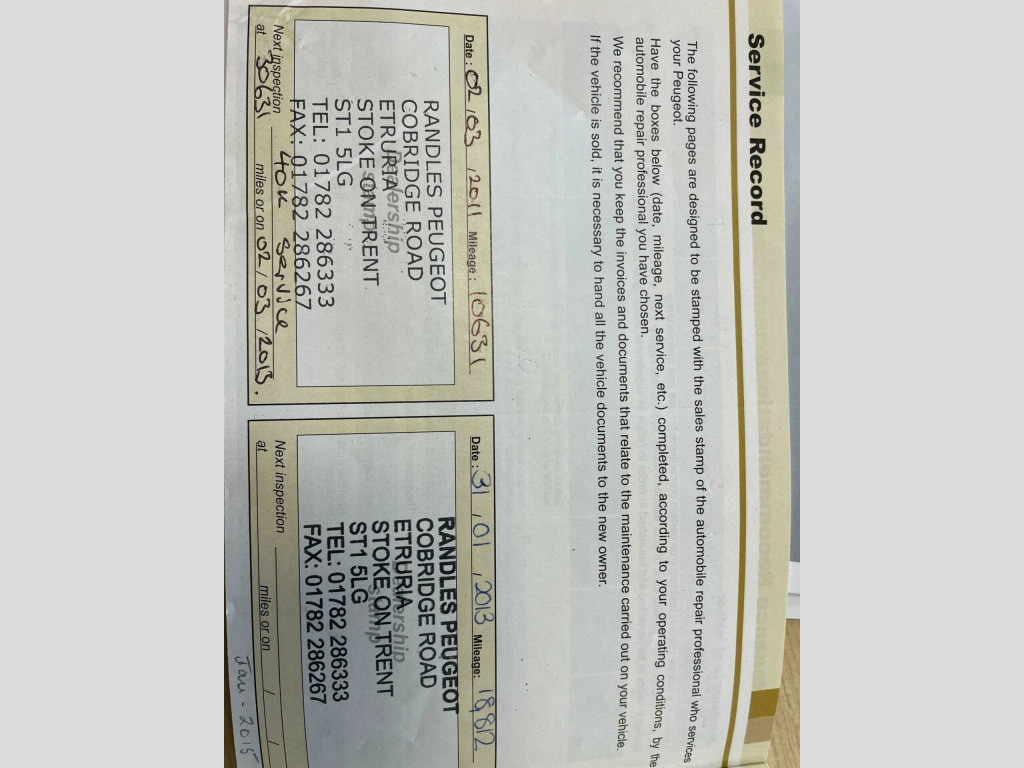 Service Record
The following pages are designed to be stamped with the sales stamp of the automobile repair professional who services
your Peugeot.
Have the boxes below (date, mileage, next service, etc.) completed, according to your operating conditions, by the
automobile repair professional you have chosen.
We recommend that you keep the invoices and documents that relate to the maintenance carried out on your vehicle.
If the vehicle is sold, it is necessary to hand all the vehicle documents to the new owner.
Date : 02 / 03 / 2011 Mileage : 10631
RANDLES PEUGEOT
COBRIDGE ROAD
Dealership
ETRURIA
stamp
STOKE ON TRENT
ST1 5LG
TEL: 01782 286333
FAX: 01782 286267
40K service
Next inspection
at 30631 miles or on 02 / 03 / 2013.
Date : 31 / 01 / 2013 Mileage: 18,812
RANDLES PEUGEOT
COBRIDGE ROAD
Dealership
ETRURIA
stamp
STOKE ON TRENT
ST1 5LG
TEL: 01782 286333
FAX: 01782 286267
Next inspection
at miles or on / /
Jan - 2015